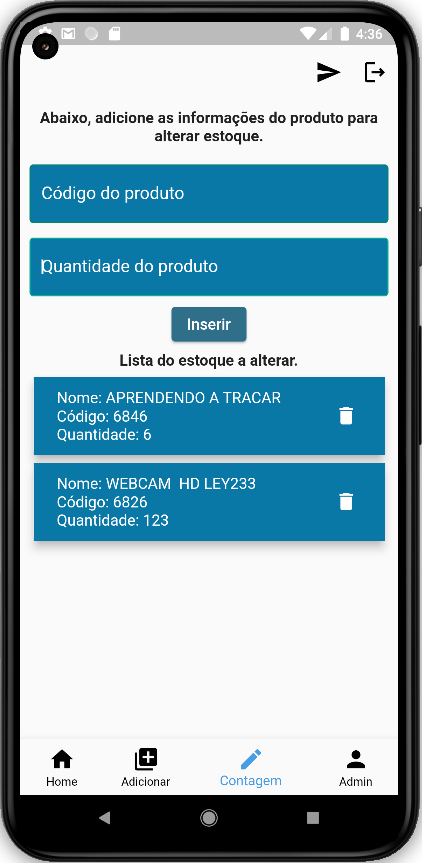 4:36
Abaixo, adicione as informações do produto para
alterar estoque.
Código do produto
Quantidade do produto
Inserir
Lista do estoque a alterar.
Nome: APRENDENDO A TRACAR
Código: 6846
Quantidade: 6
Nome: WEBCAM  HD LEY233
Código: 6826
Quantidade: 123
Home
Adicionar
Contagem
Admin